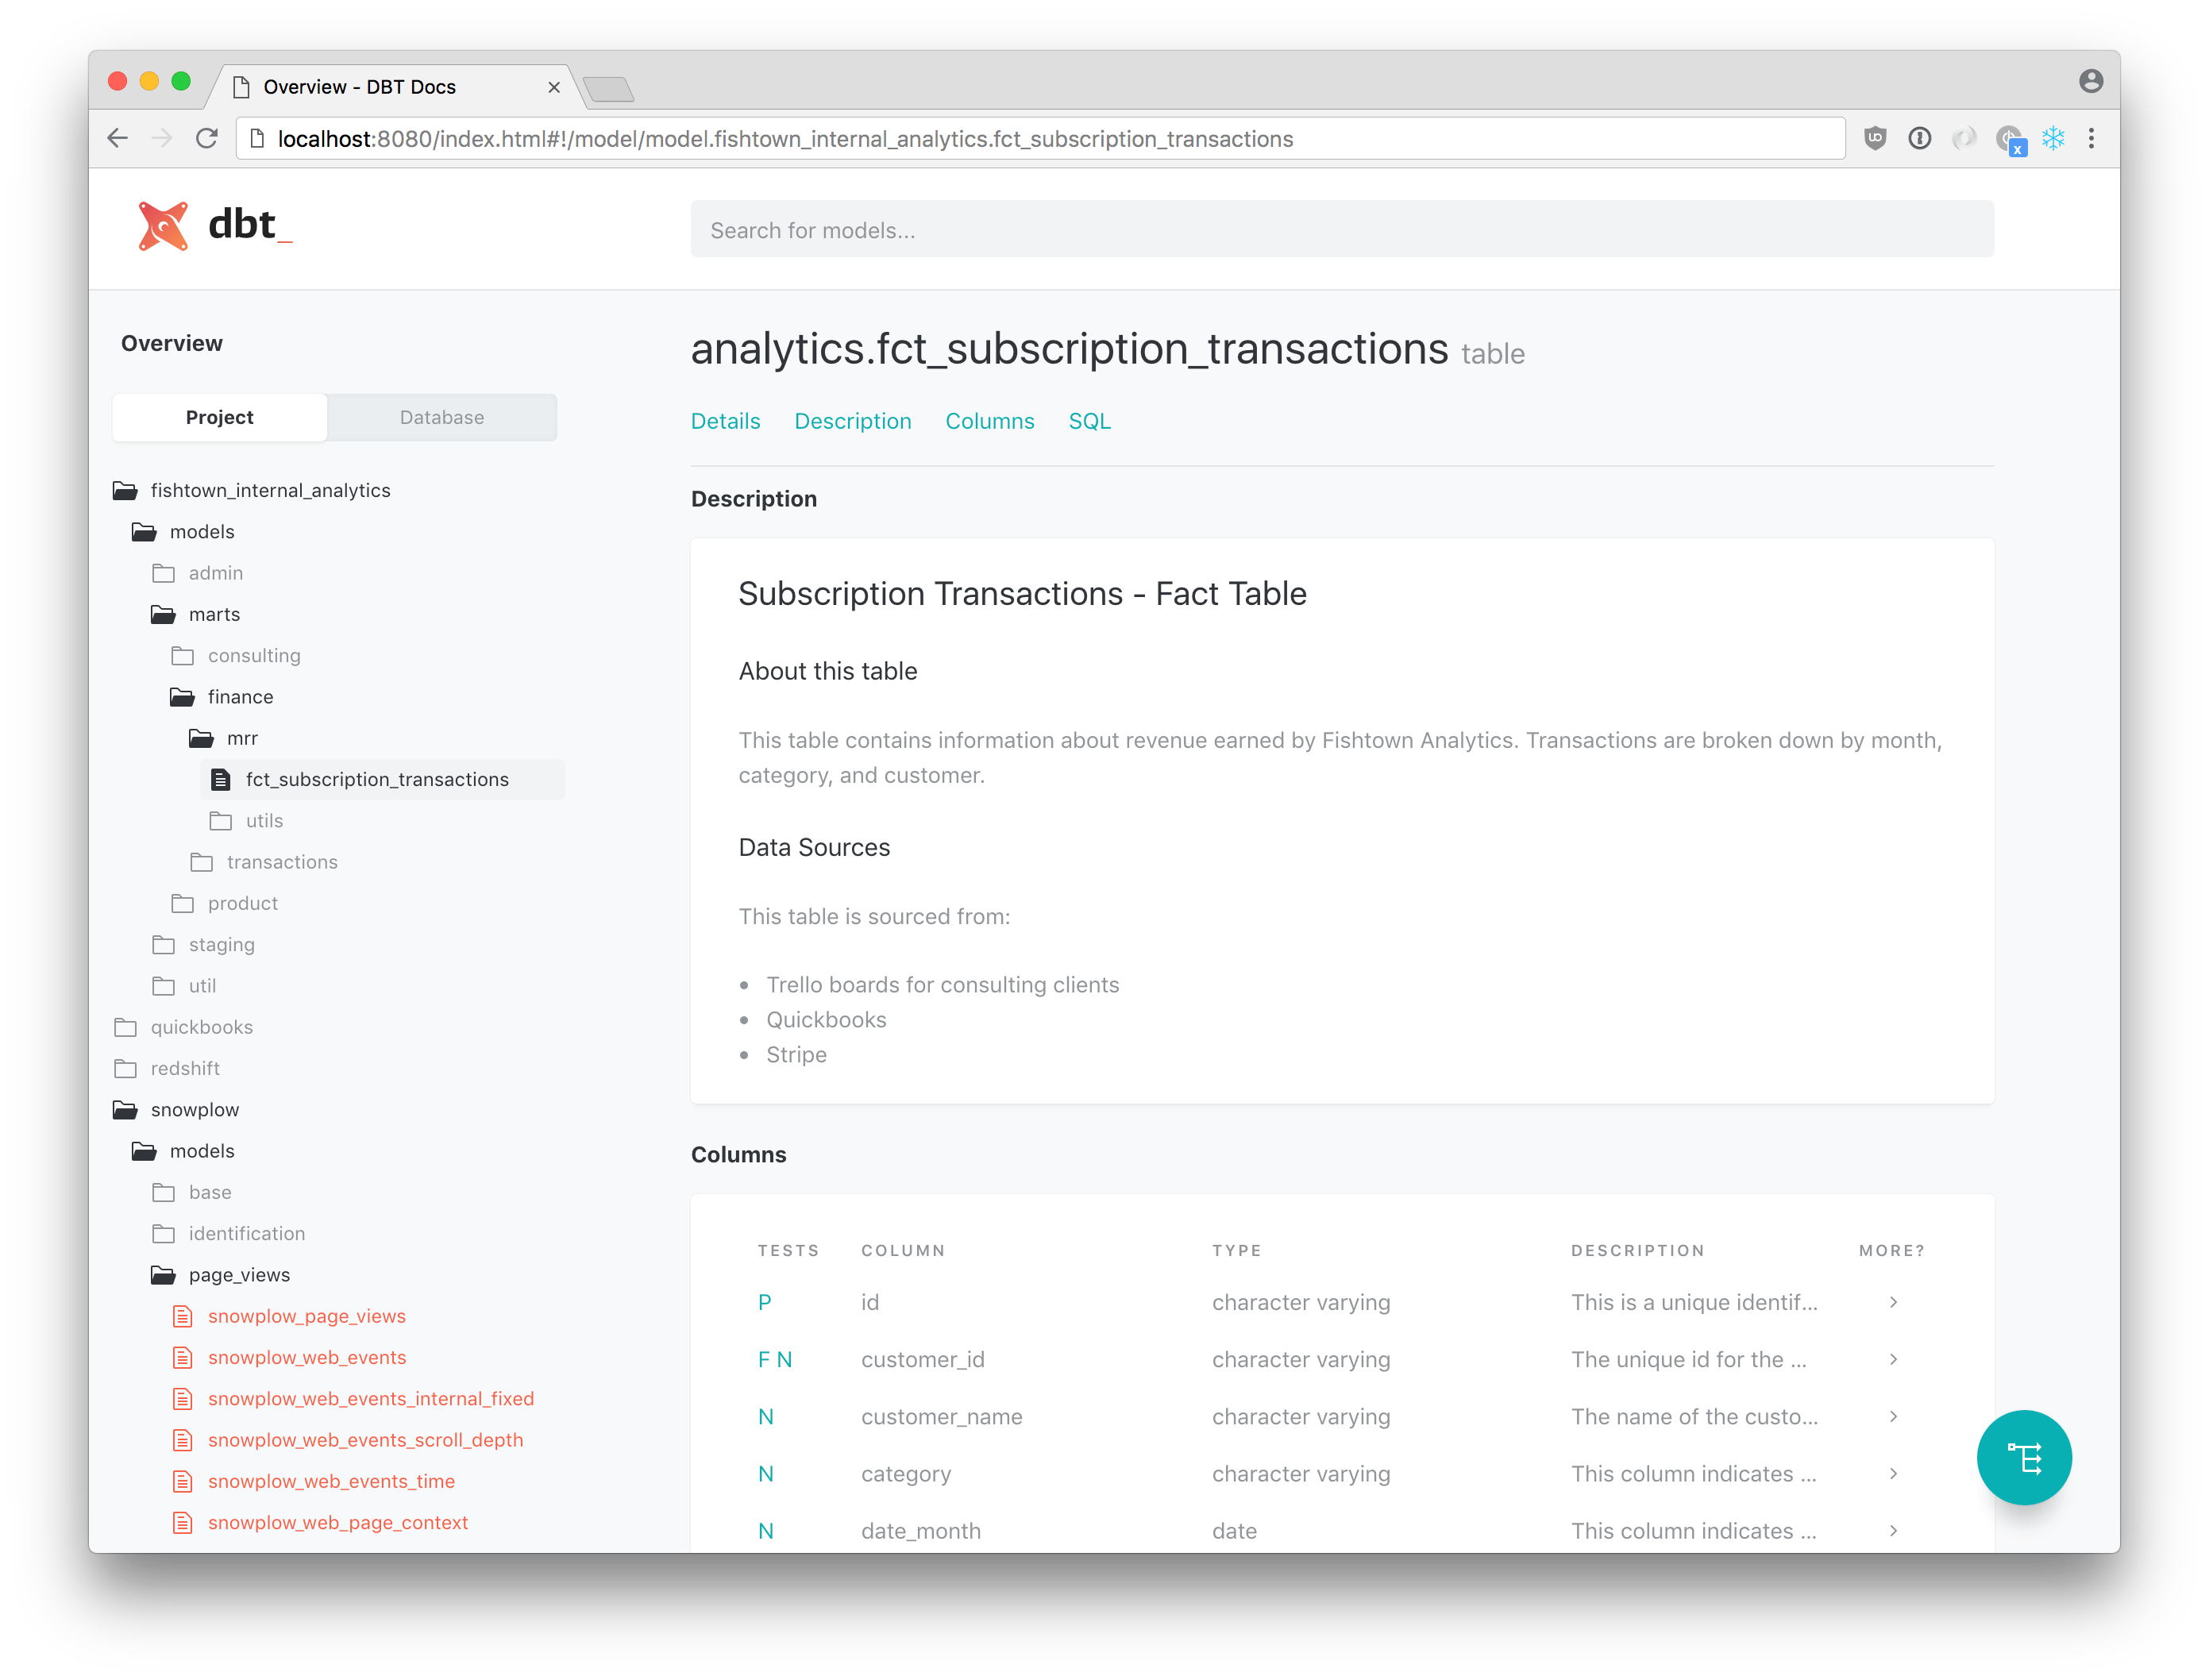 Overview - DBT Docs
localhost:8080/index.html#!/model/model.fishtown_internal_analytics.fct_subscription_transactions
x
dbt_
Search for models...
Overview
Project
Database
fishtown_internal_analytics
models
admin
marts
consulting
finance
mrr
fct_subscription_transactions
utils
transactions
product
staging
util
quickbooks
redshift
snowplow
models
base
identification
page_views
snowplow_page_views
snowplow_web_events
snowplow_web_events_internal_fixed
snowplow_web_events_scroll_depth
snowplow_web_events_time
snowplow_web_page_context
analytics.fct_subscription_transactions table
Details Description Columns SQL
Description
Subscription Transactions - Fact Table
About this table
This table contains information about revenue earned by Fishtown Analytics. Transactions are broken down by month,
category, and customer.
Data Sources
This table is sourced from:
• Trello boards for consulting clients
• Quickbooks
• Stripe
Columns
TESTS COLUMN TYPE DESCRIPTION MORE?
P id character varying This is a unique identif...
F N customer_id character varying The unique id for the ...
N customer_name character varying The name of the custo...
N category character varying This column indicates ...
N date_month date This column indicates ...